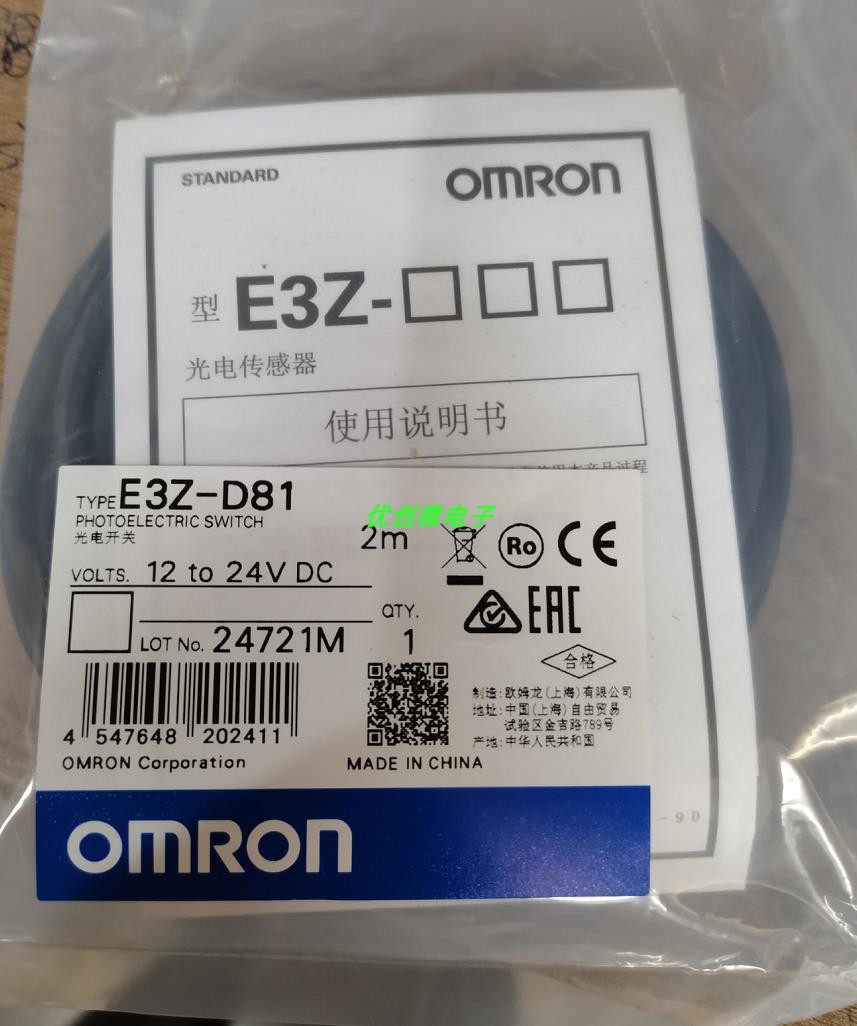 STANDARD
OMRON
型 E3Z-□□□
光电传感器
使用说明书
TYPE E3Z-D81
PHOTOELECTRIC SWITCH
光电开关
优创微电子
2m
Ro CE
VOLTS. 12 to 24V DC
EAC
QTY.
LOT No. 24721M 1
合格
4 547648 202411
制造:欧姆龙(上海)有限公司
地址:中国(上海)自由贸易
试验区金吉路789号
产地:中华人民共和国
OMRON Corporation
MADE IN CHINA
- 9 D
OMRON